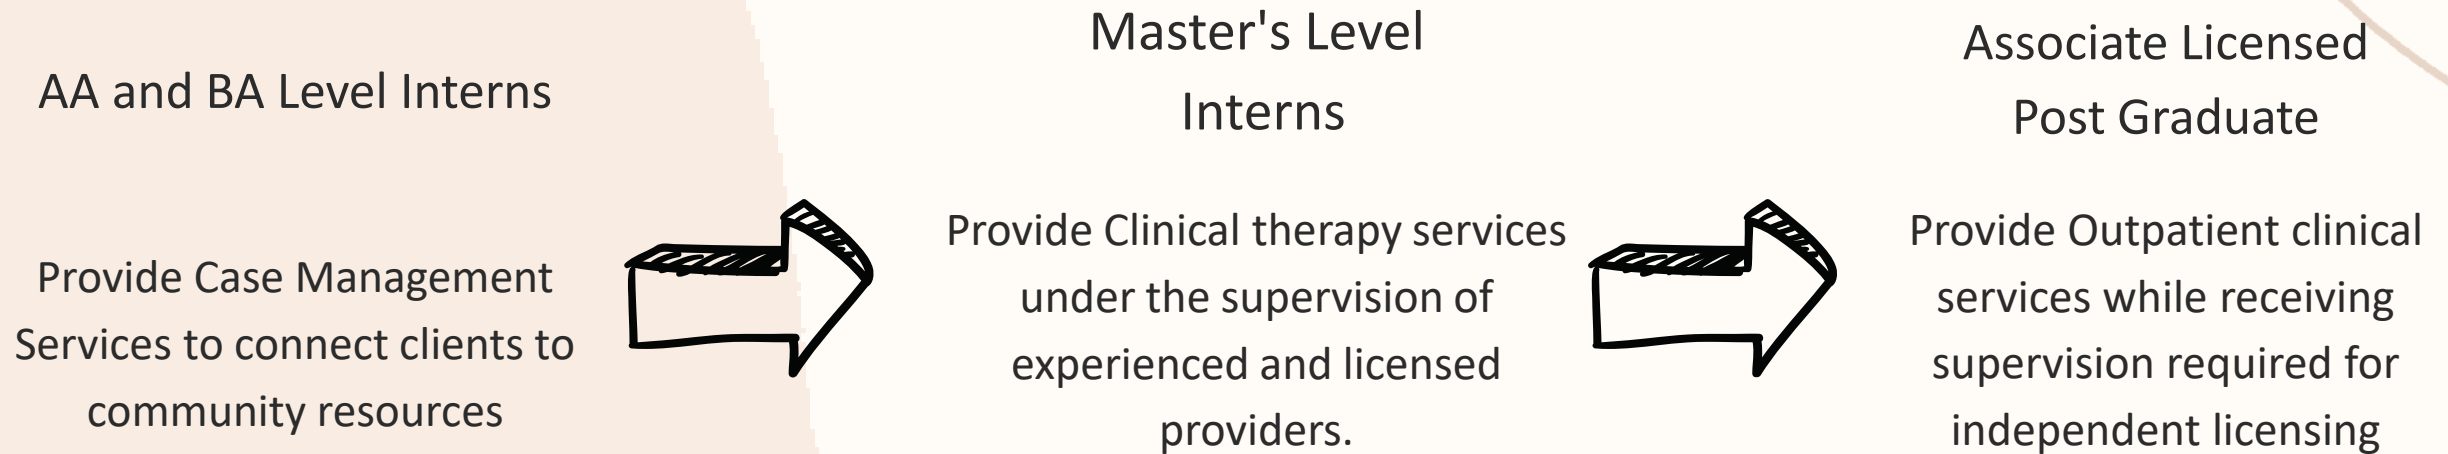 AA and BA Level Interns
Provide Case Management
Services to connect clients to
community resources
Master's Level
Interns
Provide Clinical therapy services
under the supervision of
experienced and licensed
providers.
Associate Licensed
Post Graduate
Provide Outpatient clinical
services while receiving
supervision required for
independent licensing